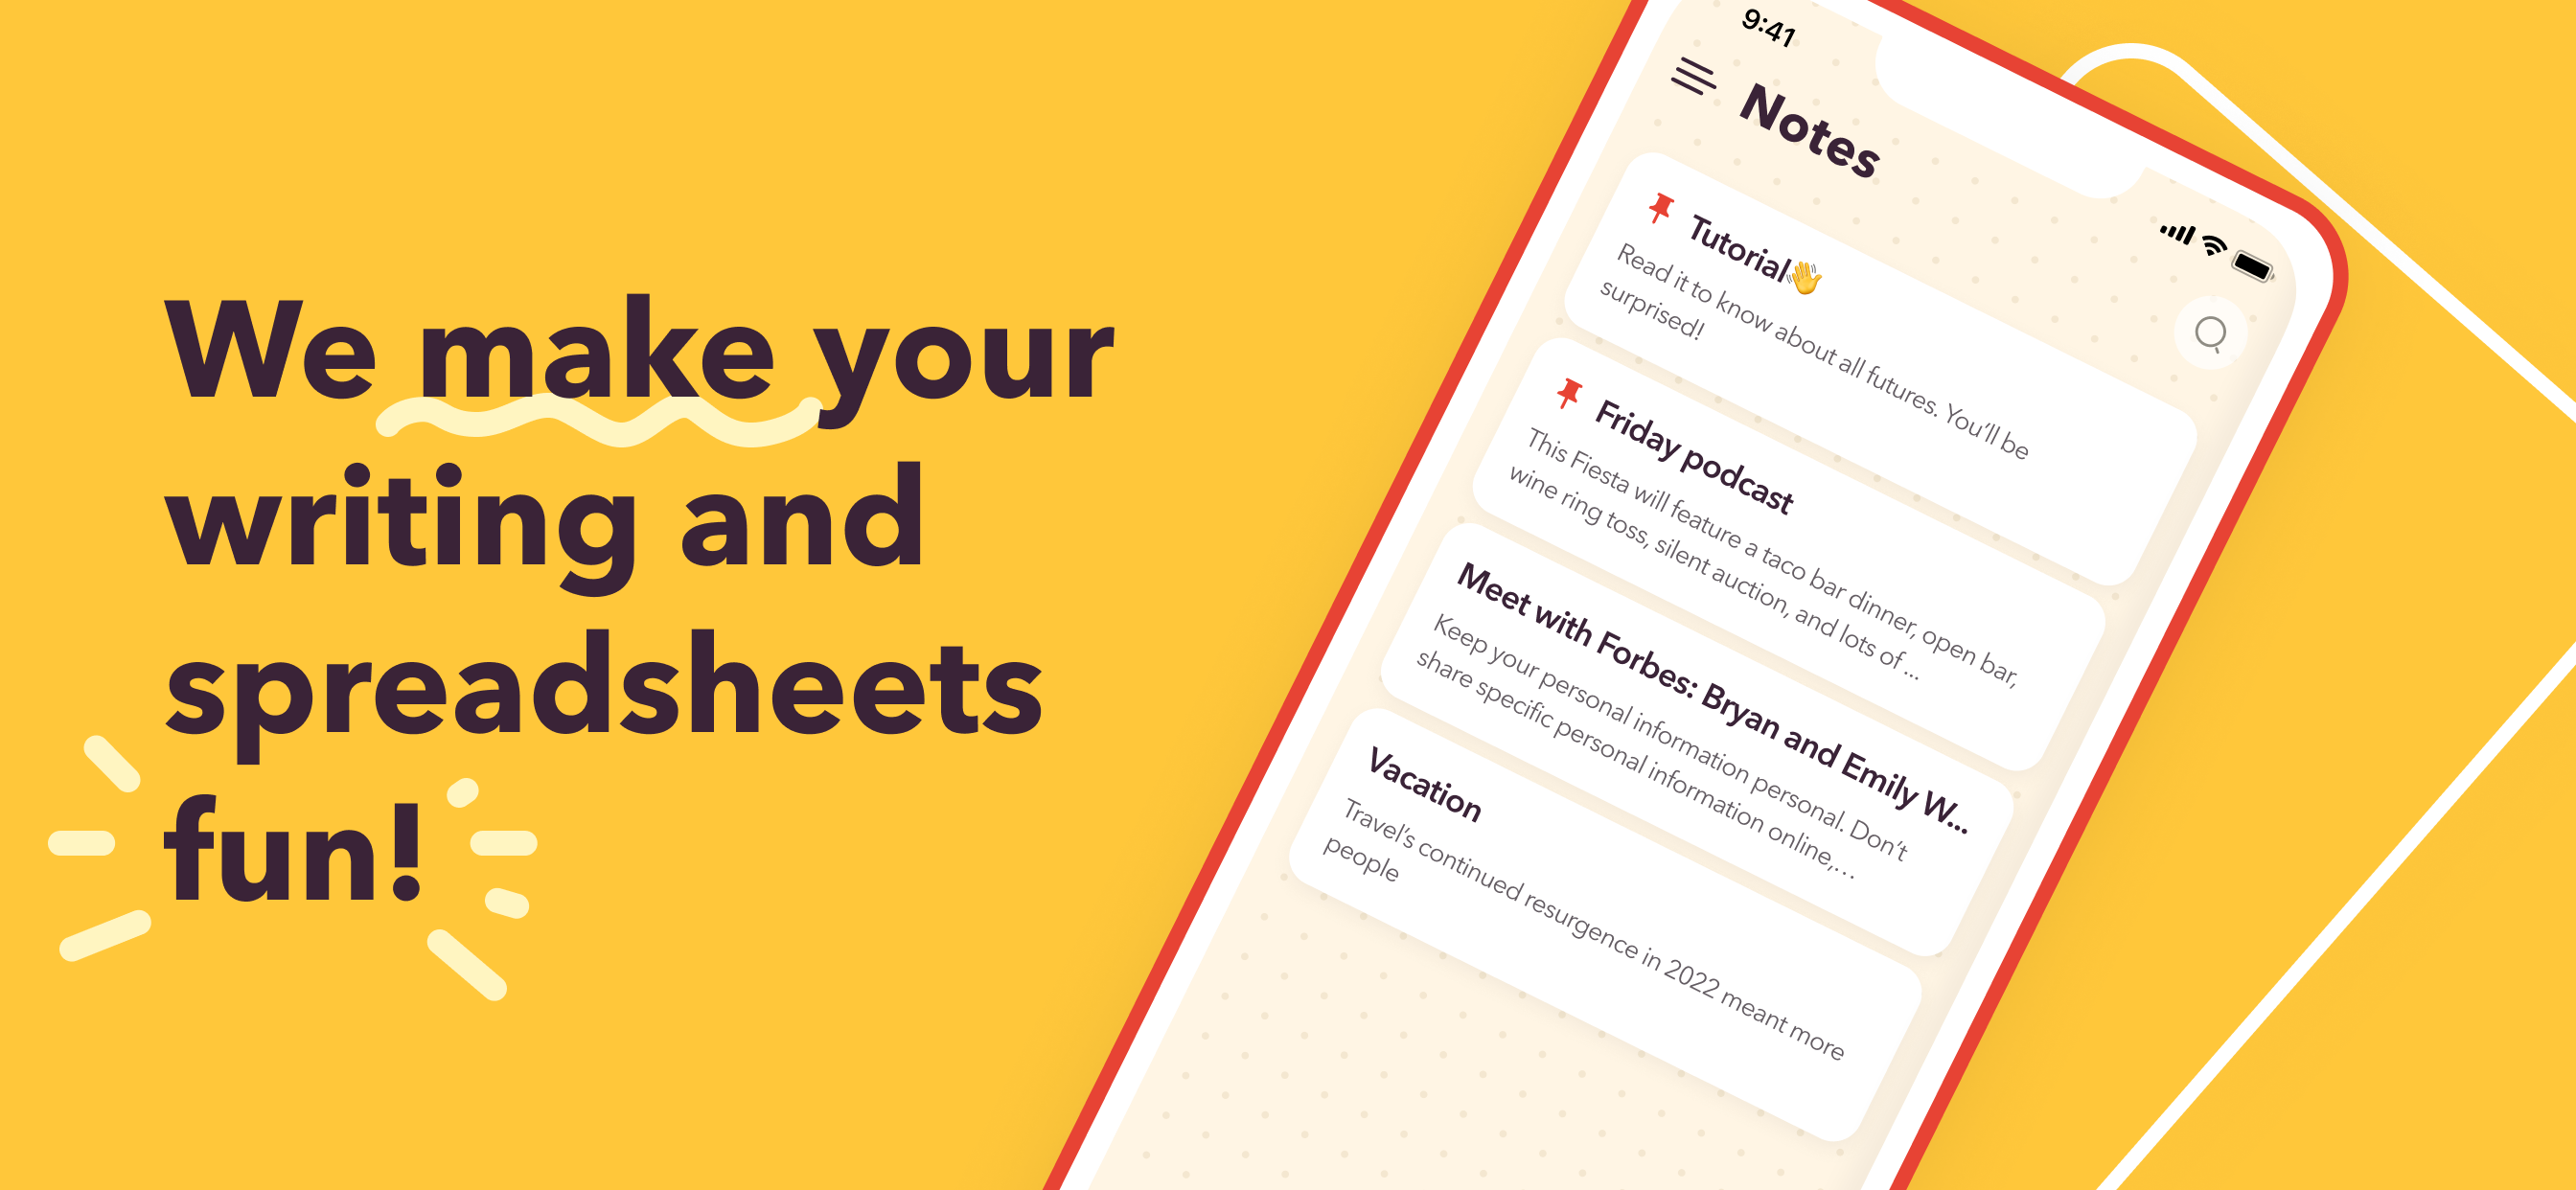 We make your
writing and
spreadsheets
fun!
9:41
Notes
Tutorial👋
Read it to know about all futures. You'll be
surprised!
Friday podcast
This Fiesta will feature a taco bar dinner, open bar,
wine ring toss, silent auction, and lots of...
Meet with Forbes: Bryan and Emily W...
Keep your personal information personal. Don't
share specific personal information online,...
Vacation
Travel's continued resurgence in 2022 meant more
people